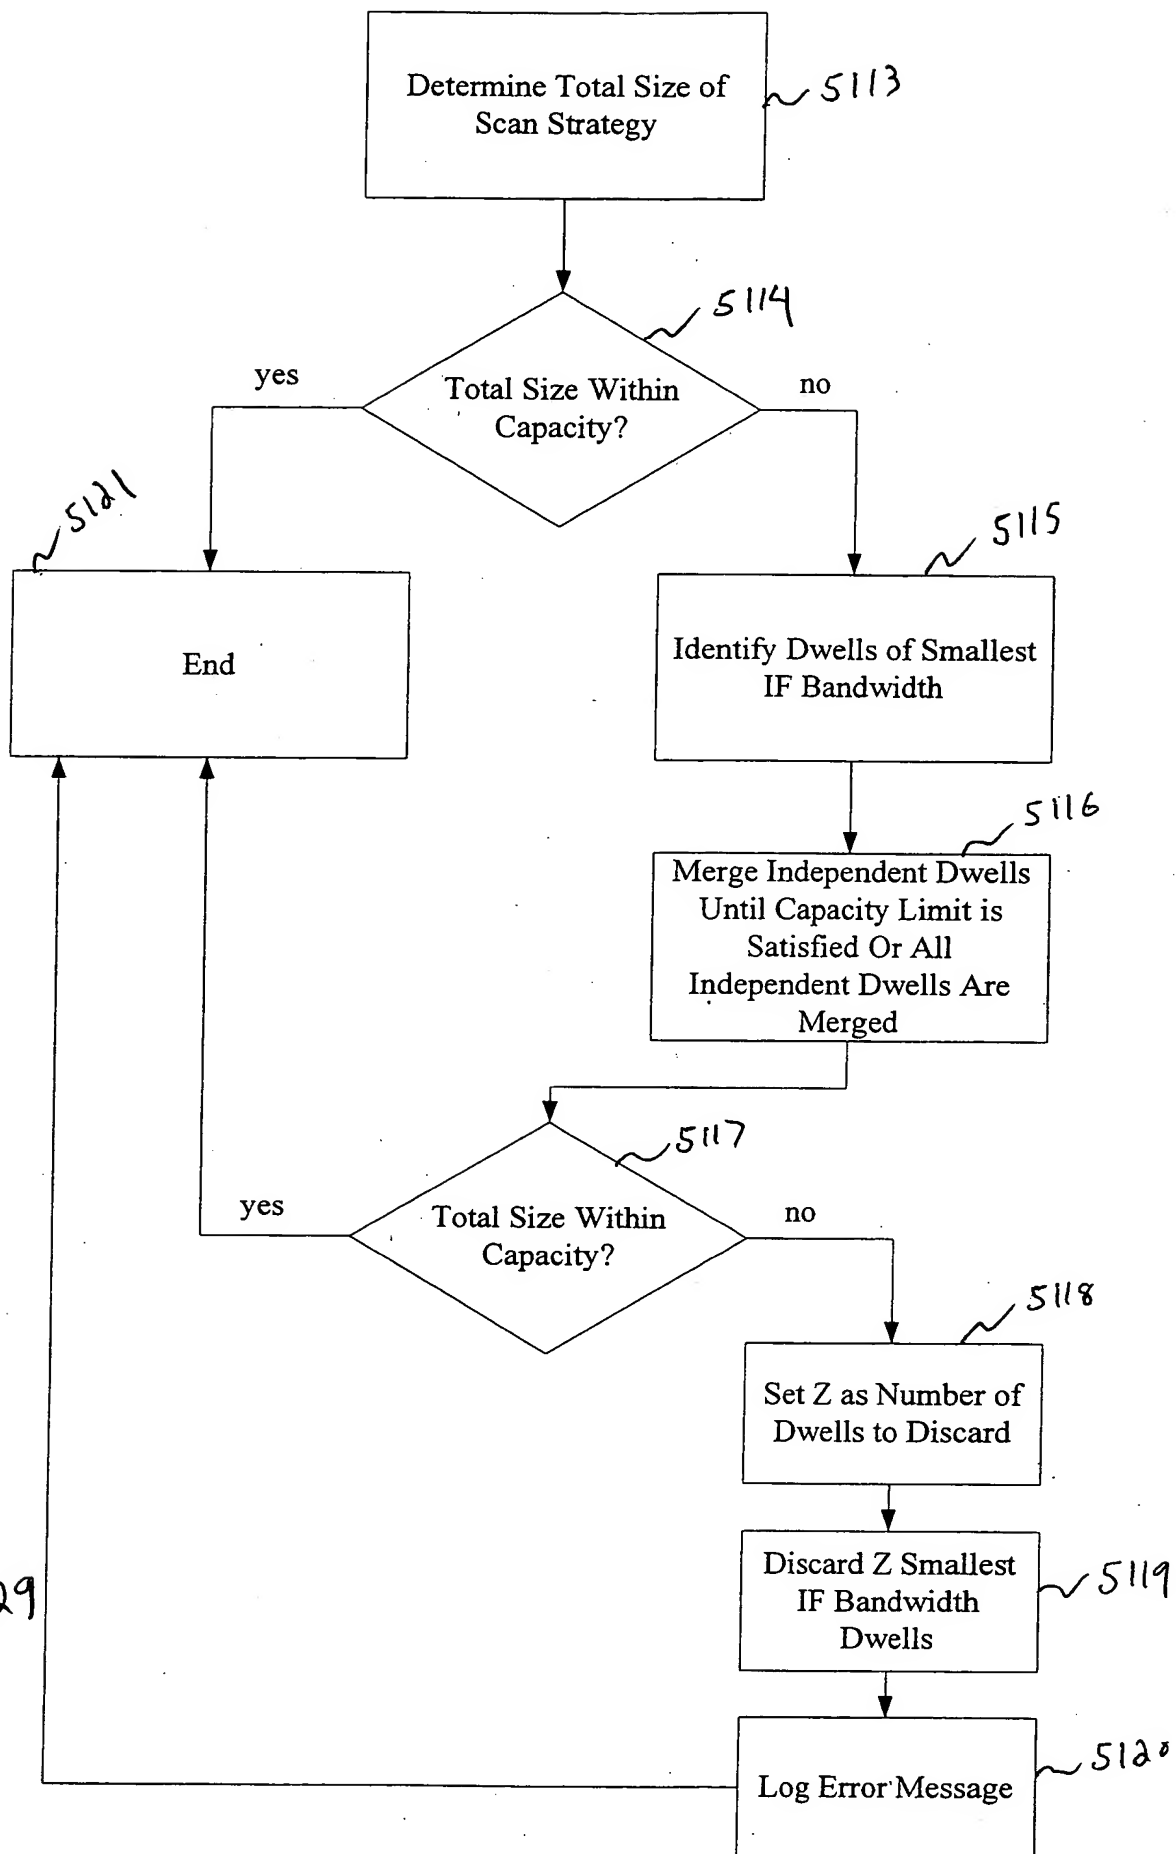 Determine Total Size of
Scan Strategy
5113
5114
Total Size Within
Capacity?
yes
no
5121
5115
End
Identify Dwells of Smallest
IF Bandwidth
5116
Merge Independent Dwells
Until Capacity Limit is
Satisfied Or All
Independent Dwells Are
Merged
5117
Total Size Within
Capacity?
yes
no
5118
Set Z as Number of
Dwells to Discard
Discard Z Smallest
IF Bandwidth
Dwells
5119
29
5120
Log Error Message